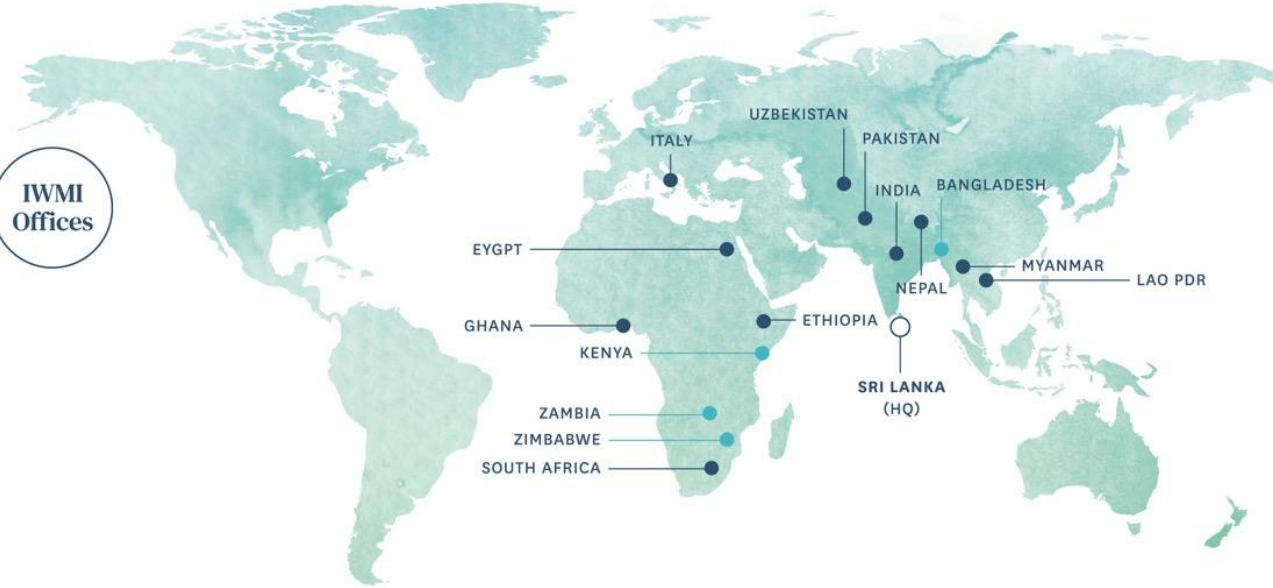 IWMI
Offices
UZBEKISTAN
ITALY
PAKISTAN
INDIA
BANGLADESH
EYGPT
MYANMAR
LAO PDR
NEPAL
GHANA
ETHIOPIA
KENYA
SRI LANKA
(HQ)
ZAMBIA
ZIMBABWE
SOUTH AFRICA